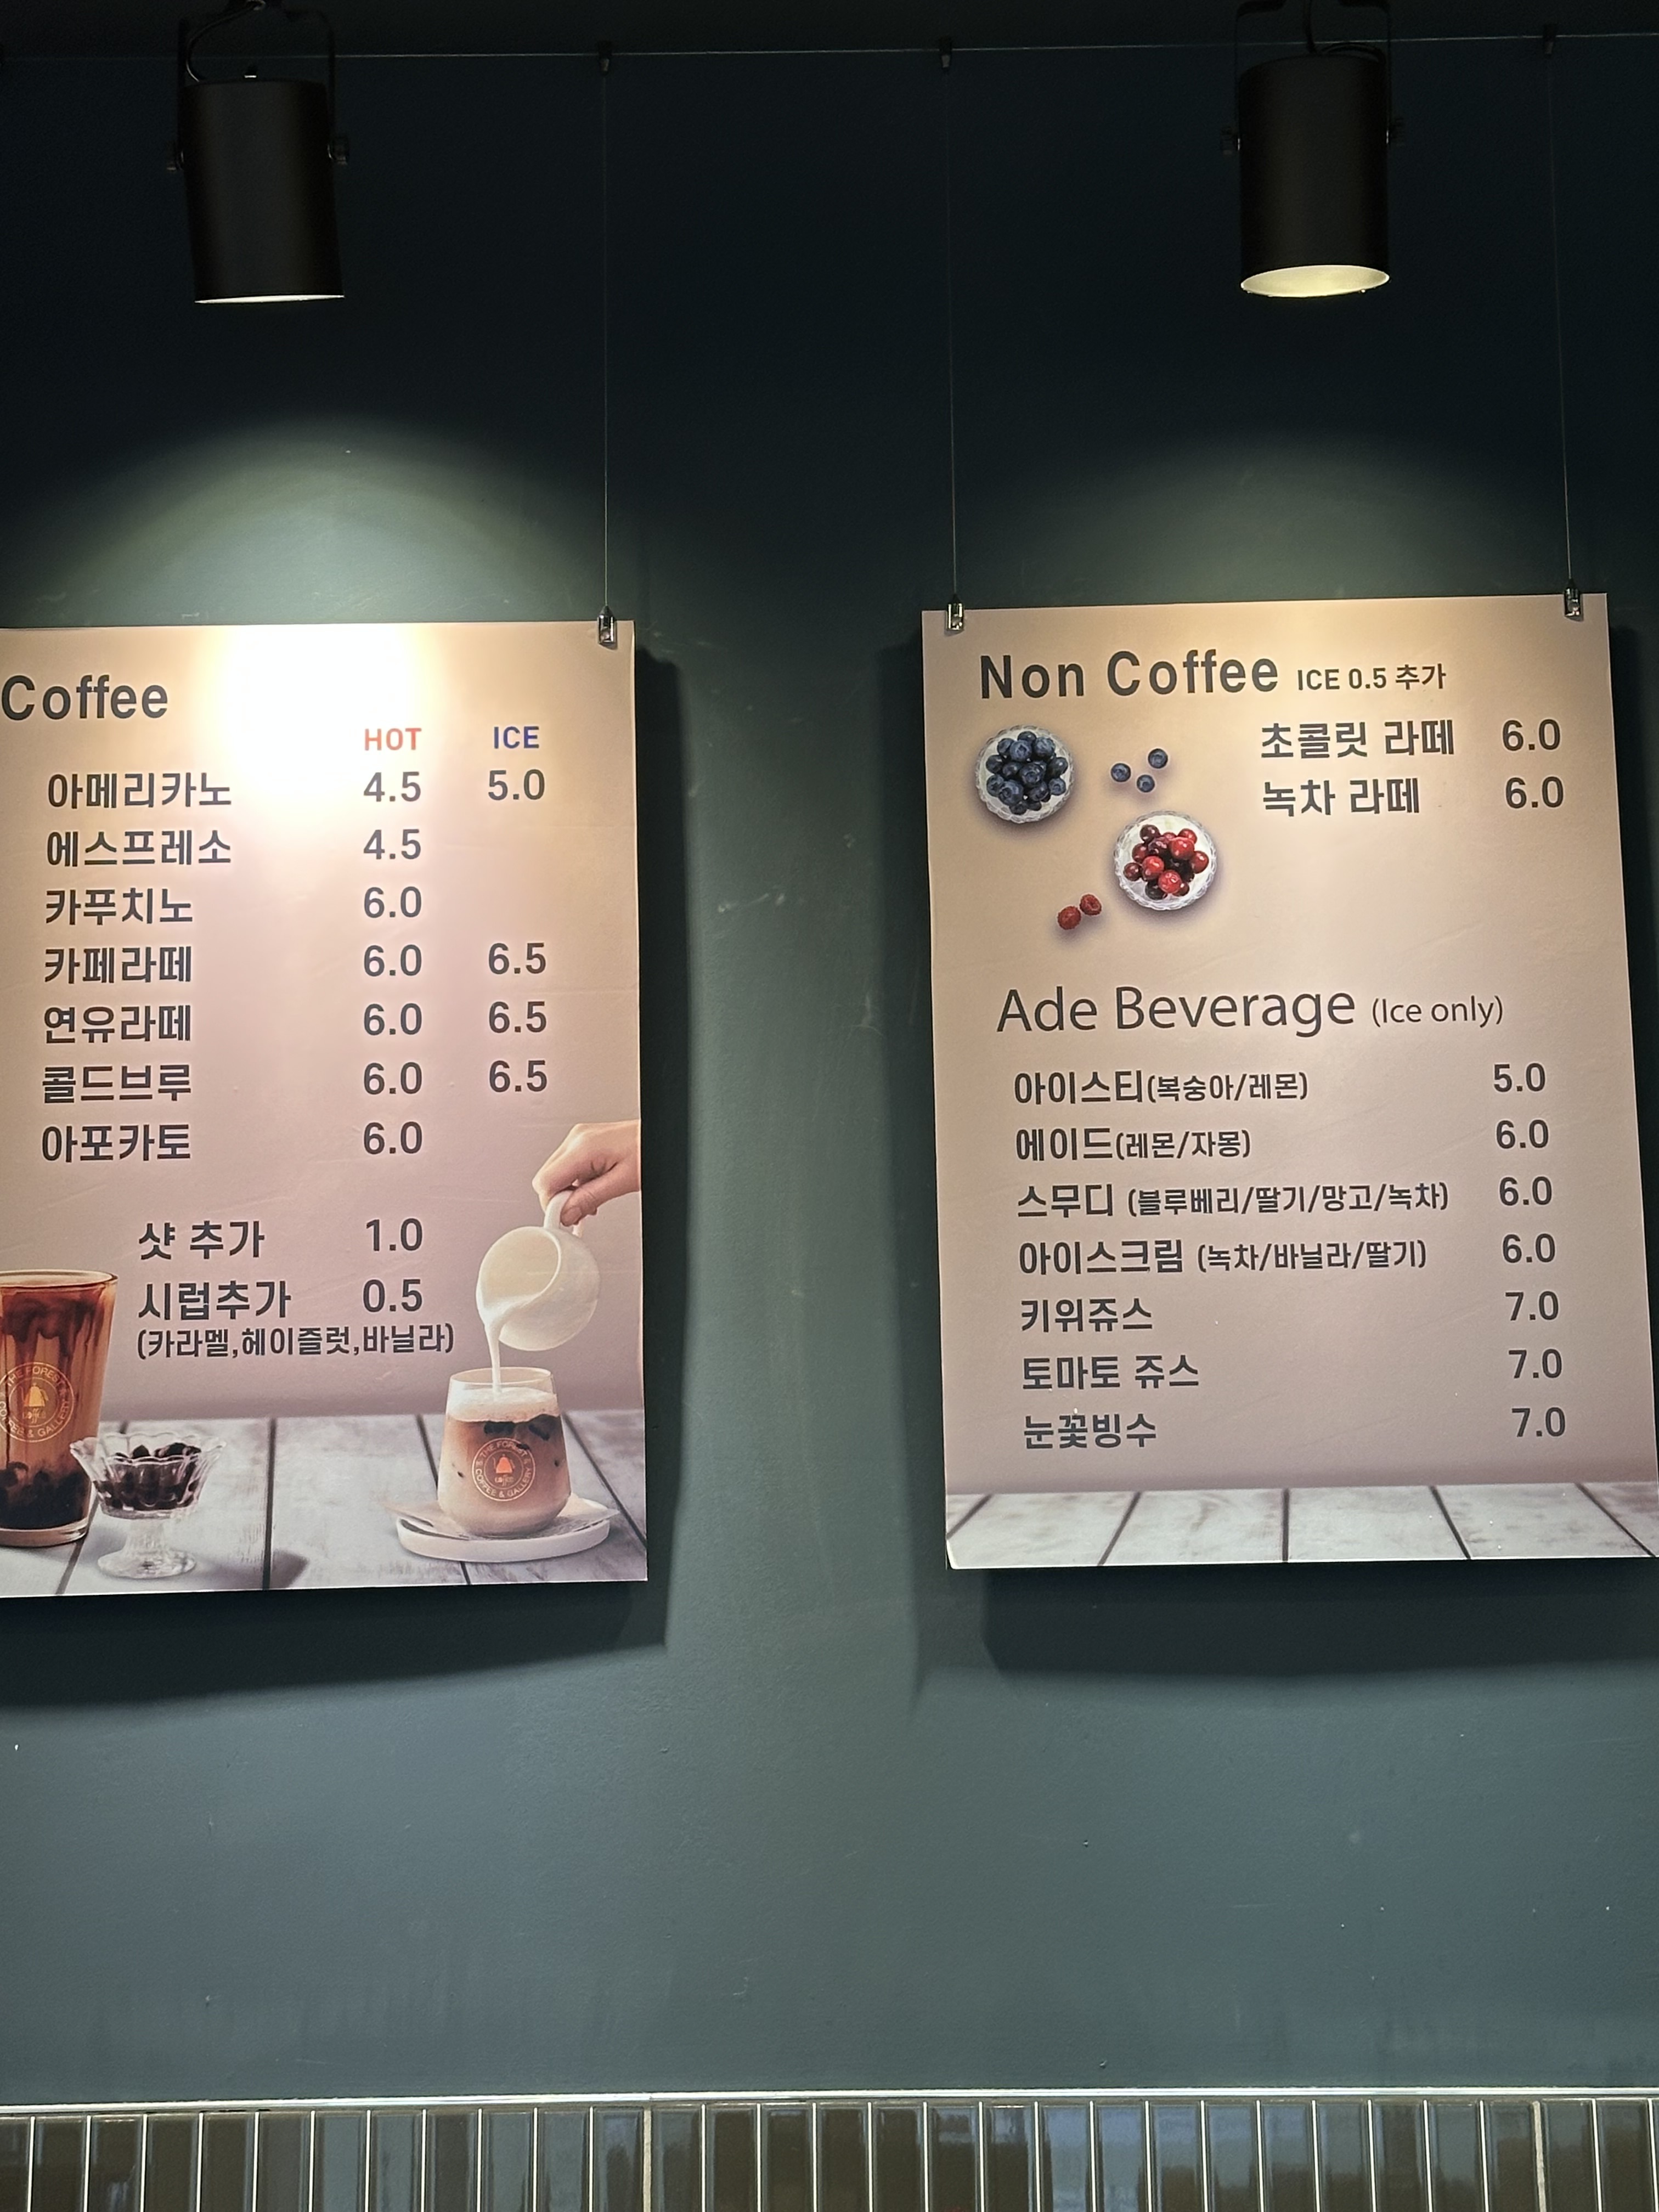 Coffee
HOT ICE
아메리카노 4.5 5.0
에스프레소 4.5
카푸치노 6.0
카페라떼 6.0 6.5
연유라떼 6.0 6.5
콜드브루 6.0 6.5
아포카토 6.0
샷 추가 1.0
시럽추가 0.5
(카라멜,헤이즐럿,바닐라)
THE FOREST
COFFEE & GALLERY
THE FOREST
COFFEE & GALLERY
Non Coffee ICE 0.5 추가
초콜릿 라떼 6.0
녹차 라떼 6.0
Ade Beverage (Ice only)
아이스티(복숭아/레몬) 5.0
에이드(레몬/자몽) 6.0
스무디 (블루베리/딸기/망고/녹차) 6.0
아이스크림 (녹차/바닐라/딸기) 6.0
키위쥬스 7.0
토마토 쥬스 7.0
눈꽃빙수 7.0